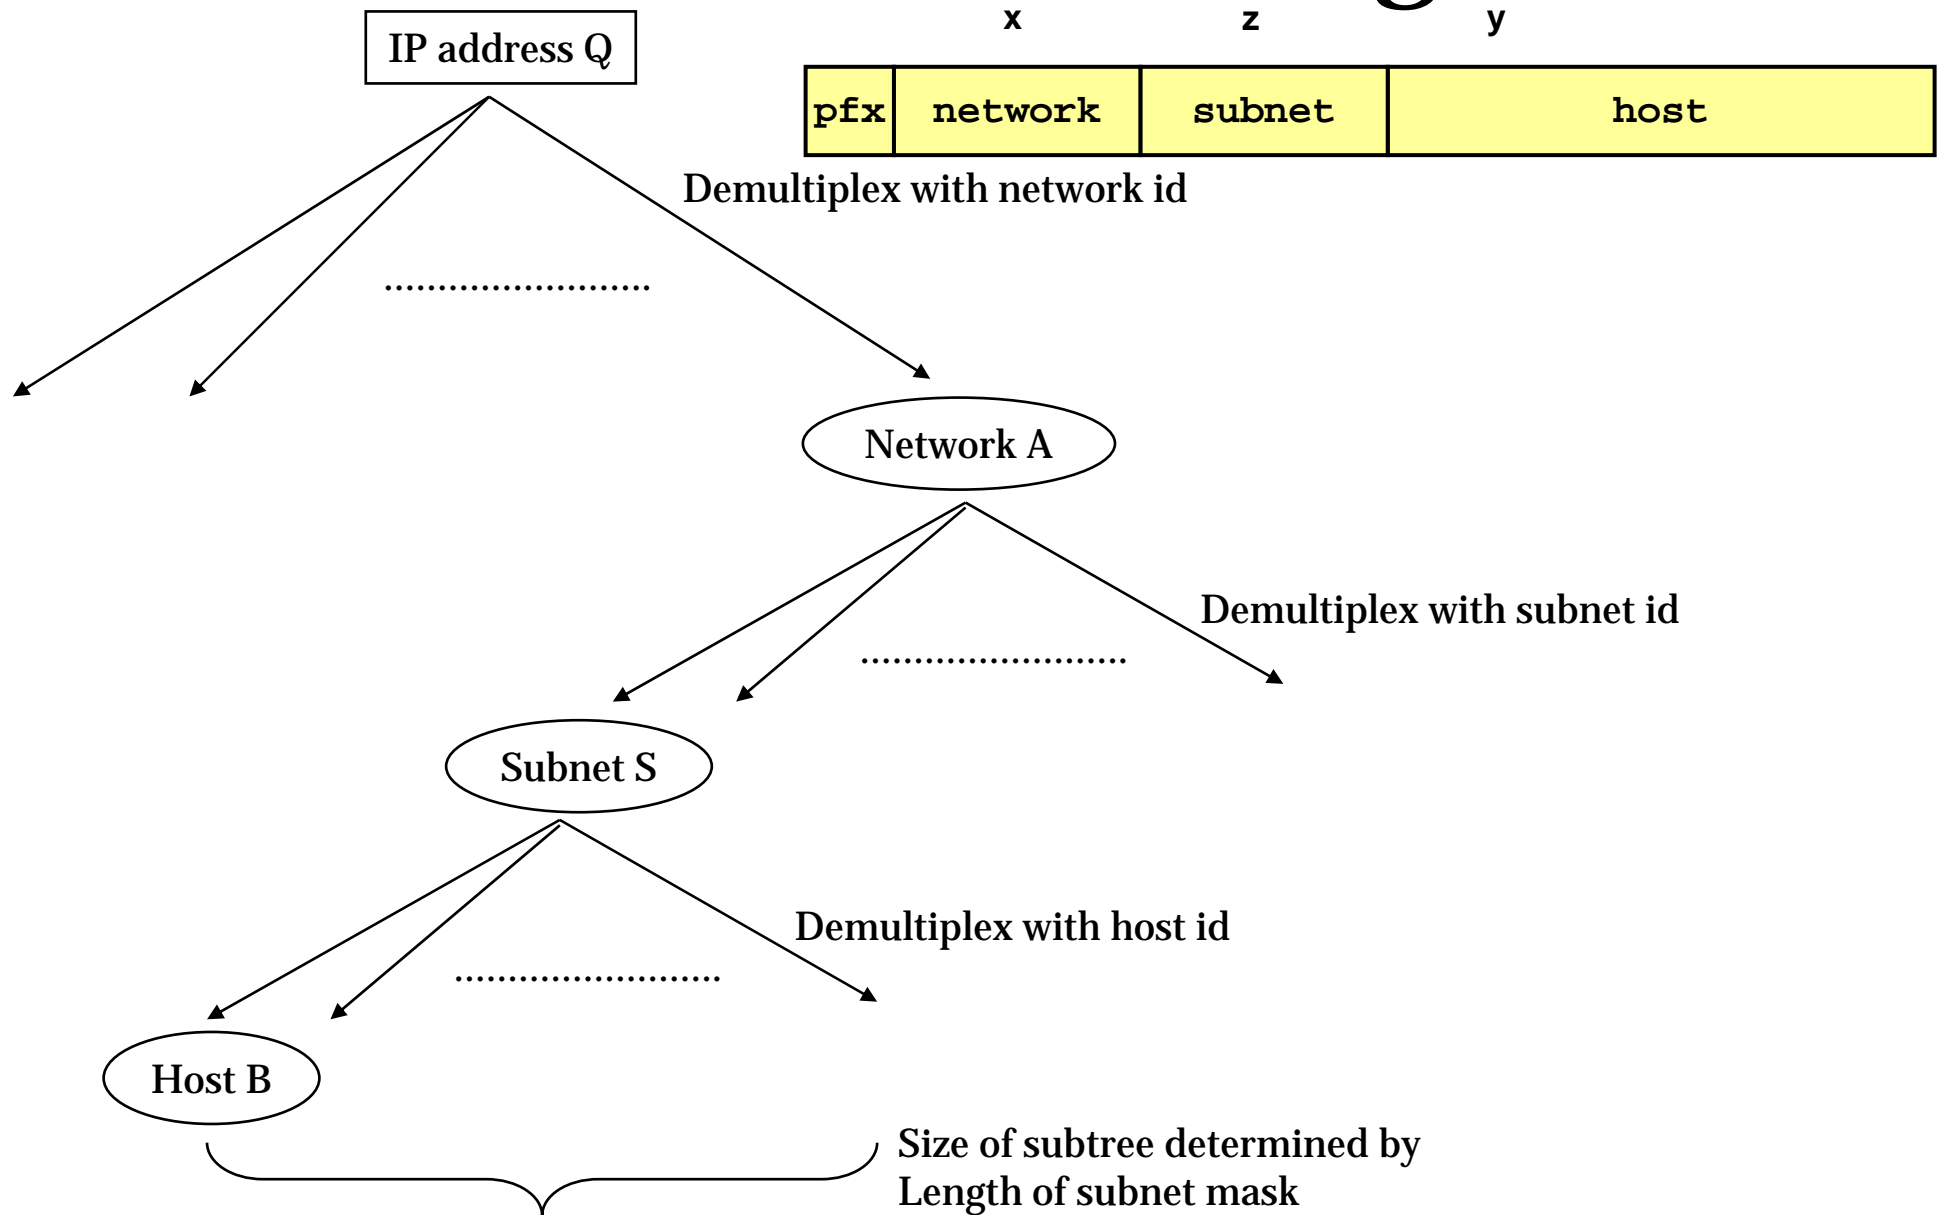 x z y
IP address Q
pfx network subnet host
Demultiplex with network id
.........................
Network A
Demultiplex with subnet id
.........................
Subnet S
Demultiplex with host id
.........................
Host B
Size of subtree determined by
Length of subnet mask